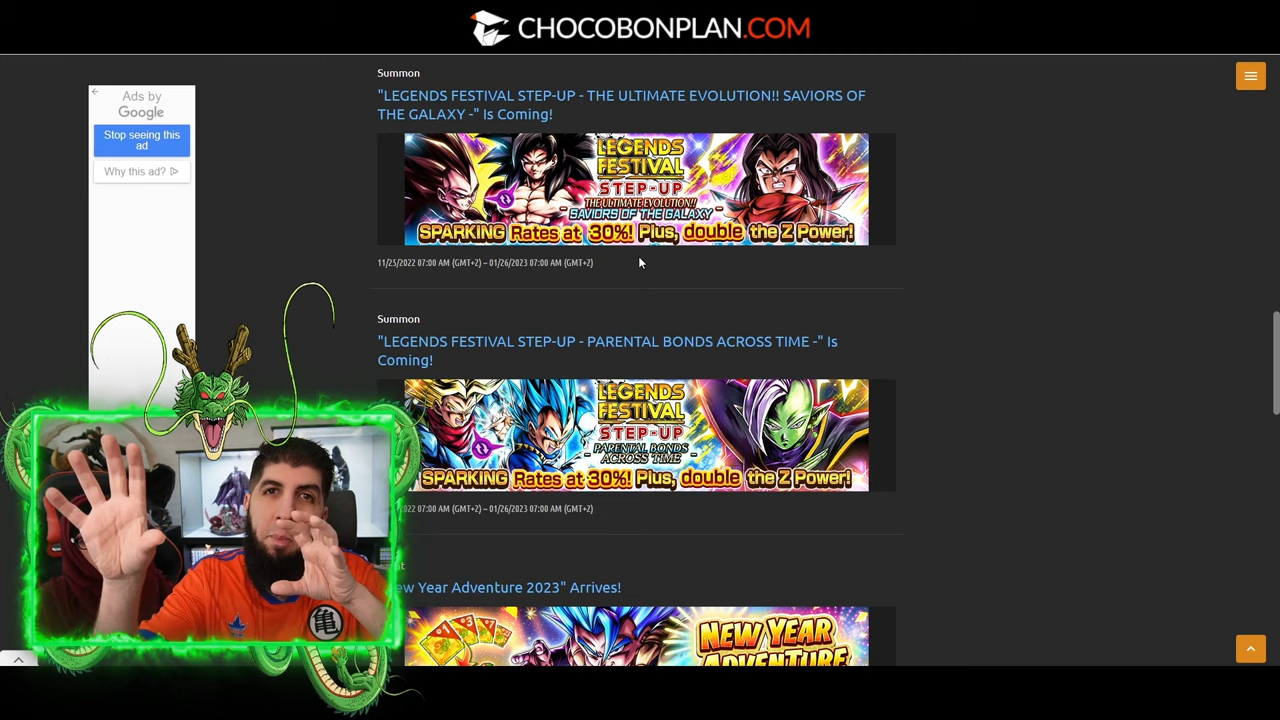 CHOCOBONPLAN.COM
Ads by
Google
Stop seeing this
ad
Why this ad?
Summon
"LEGENDS FESTIVAL STEP-UP - THE ULTIMATE EVOLUTION!! SAVIORS OF
THE GALAXY -" Is Coming!
LEGENDS
FESTIVAL
STEP-UP
THE ULTIMATE EVOLUTION!!
- SAVIORS OF THE GALAXY -
SPARKING Rates at 30%! Plus, double the Z Power!
11/25/2022 07:00 AM (GMT+2) – 01/26/2023 07:00 AM (GMT+2)
Summon
"LEGENDS FESTIVAL STEP-UP - PARENTAL BONDS ACROSS TIME -" Is
Coming!
LEGENDS
FESTIVAL
STEP-UP
- PARENTAL BONDS
ACROSS TIME -
SPARKING Rates at 30%! Plus, double the Z Power!
2022 07:00 AM (GMT+2) – 01/26/2023 07:00 AM (GMT+2)
New Year Adventure 2023" Arrives!
NEW YEAR
ADVENTURE
亀